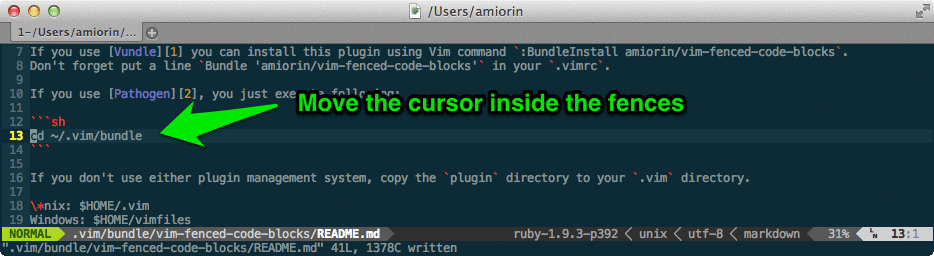 /Users/amiorin
1-/Users/amiorin/...
7 If you use [Vundle][1] you can install this plugin using Vim command `:BundleInstall amiorin/vim-fenced-code-blocks`.
8 Don't forget put a line `Bundle 'amiorin/vim-fenced-code-blocks'` in your `.vimrc`.
9
10 If you use [Pathogen][2], you just following:
Move the cursor inside the fences
11
12 ```sh
13 cd ~/.vim/bundle
14 ```
15
16 If you don't use either plugin management system, copy the `plugin` directory to your `.vim` directory.
17
18 \*nix: $HOME/.vim
19 Windows: $HOME/vimfiles
NORMAL .vim/bundle/vim-fenced-code-blocks/README.md ruby-1.9.3-p392 < unix < utf-8 < markdown 31% LN 13:1
".vim/bundle/vim-fenced-code-blocks/README.md" 41L, 1378C written